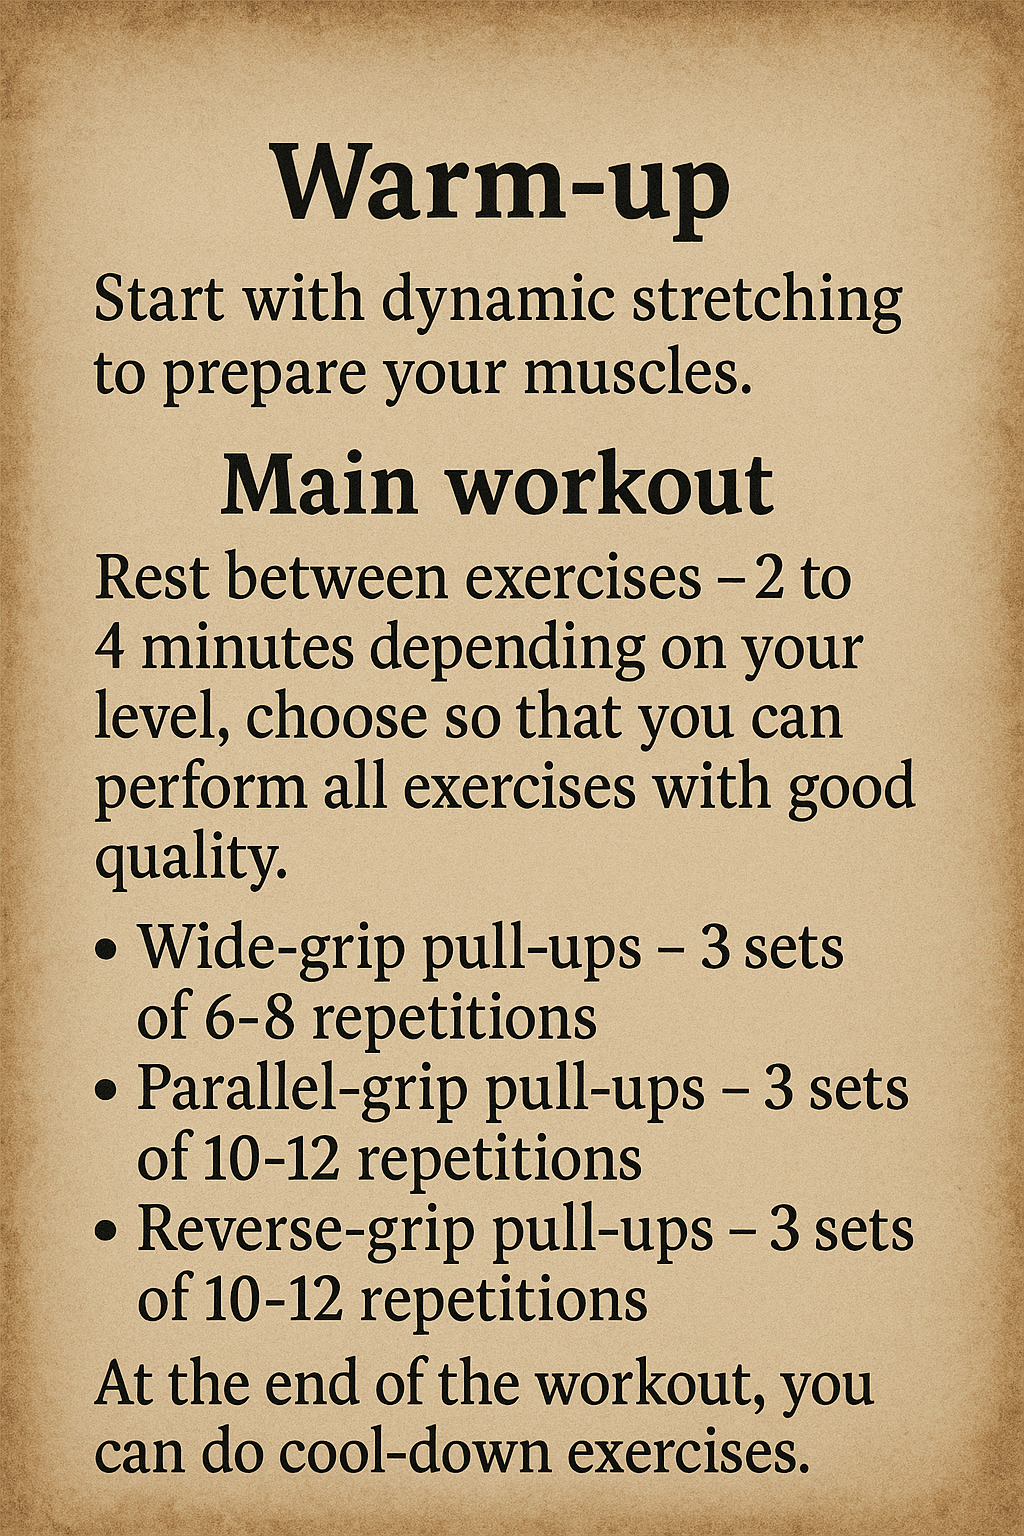 Warm-up
Start with dynamic stretching
to prepare your muscles.
Main workout
Rest between exercises – 2 to
4 minutes depending on your
level, choose so that you can
perform all exercises with good
quality.
• Wide-grip pull-ups – 3 sets
of 6-8 repetitions
• Parallel-grip pull-ups – 3 sets
of 10-12 repetitions
• Reverse-grip pull-ups – 3 sets
of 10-12 repetitions
At the end of the workout, you
can do cool-down exercises.